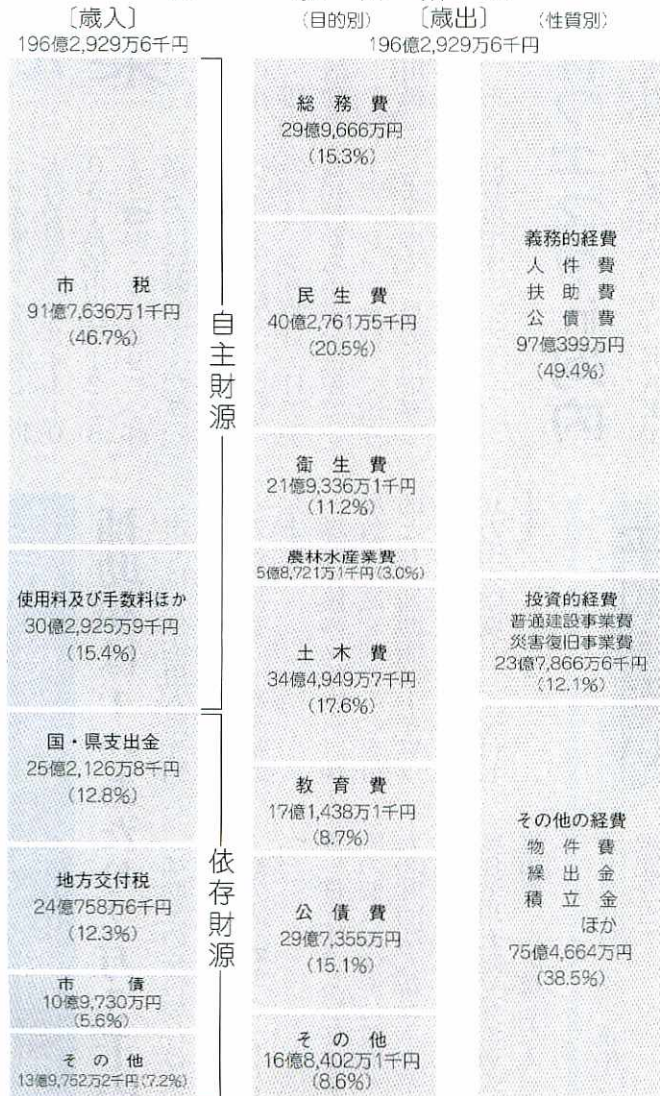 〔歳入〕
196億2,929万6千円
市税
91億7,636万1千円
(46.7%)
使用料及び手数料ほか
30億2,925万9千円
(15.4%)
国・県支出金
25億2,126万8千円
(12.8%)
地方交付税
24億758万6千円
(12.3%)
市債
10億9,730万円
(5.6%)
その他
13億9,752万2千円(7.2%)
自主財源
依存財源
(目的別)〔歳出〕(性質別)
196億2,929万6千円
総務費
29億9,666万円
(15.3%)
民生費
40億2,761万5千円
(20.5%)
衛生費
21億9,336万1千円
(11.2%)
農林水産業費
5億8,721万1千円(3.0%)
土木費
34億4,949万7千円
(17.6%)
教育費
17億1,438万1千円
(8.7%)
公債費
29億7,355万円
(15.1%)
その他
16億8,402万1千円
(8.6%)
義務的経費
人件費
扶助費
公債費
97億399万円
(49.4%)
投資的経費
普通建設事業費
災害復旧事業費
23億7,866万6千円
(12.1%)
その他の経費
物件費
繰出金
積立金
ほか
75億4,664万円
(38.5%)